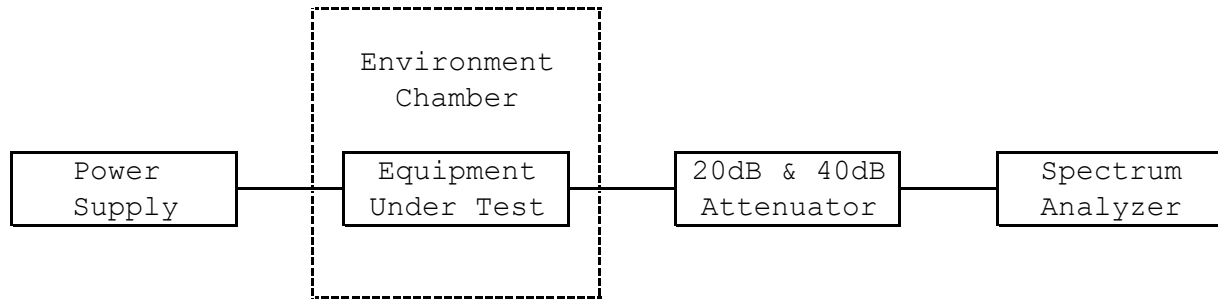 Environment
Chamber
Power
Supply
Equipment
Under Test
20dB & 40dB
Attenuator
Spectrum
Analyzer